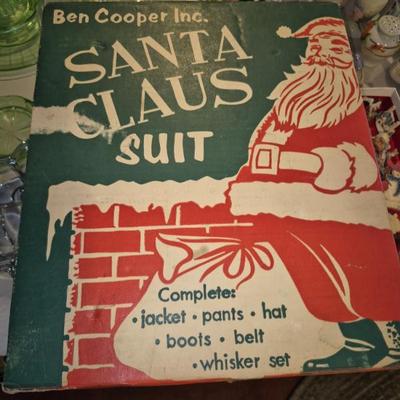 Ben Cooper Inc.
SANTA
CLAUS
SUIT
Complete:
• jacket • pants • hat
• boots • belt
• whisker set